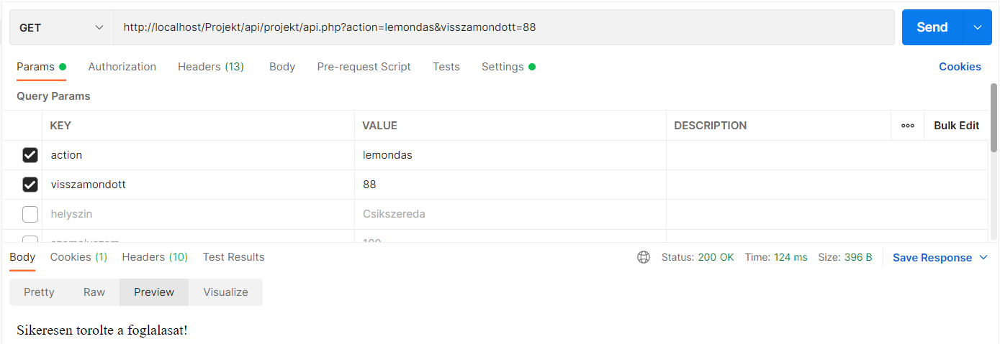 GET http://localhost/Projekt/api/projekt/api.php?action=lemondas&visszamondott=88 Send
Params Authorization Headers (13) Body Pre-request Script Tests Settings Cookies
Query Params
KEY VALUE DESCRIPTION ooo Bulk Edit
action lemondas
visszamondott 88
helyszin Csikszereda
Body Cookies (1) Headers (10) Test Results Status: 200 OK Time: 124 ms Size: 396 B Save Response
Pretty Raw Preview Visualize
Sikeresen torolte a foglalasat!